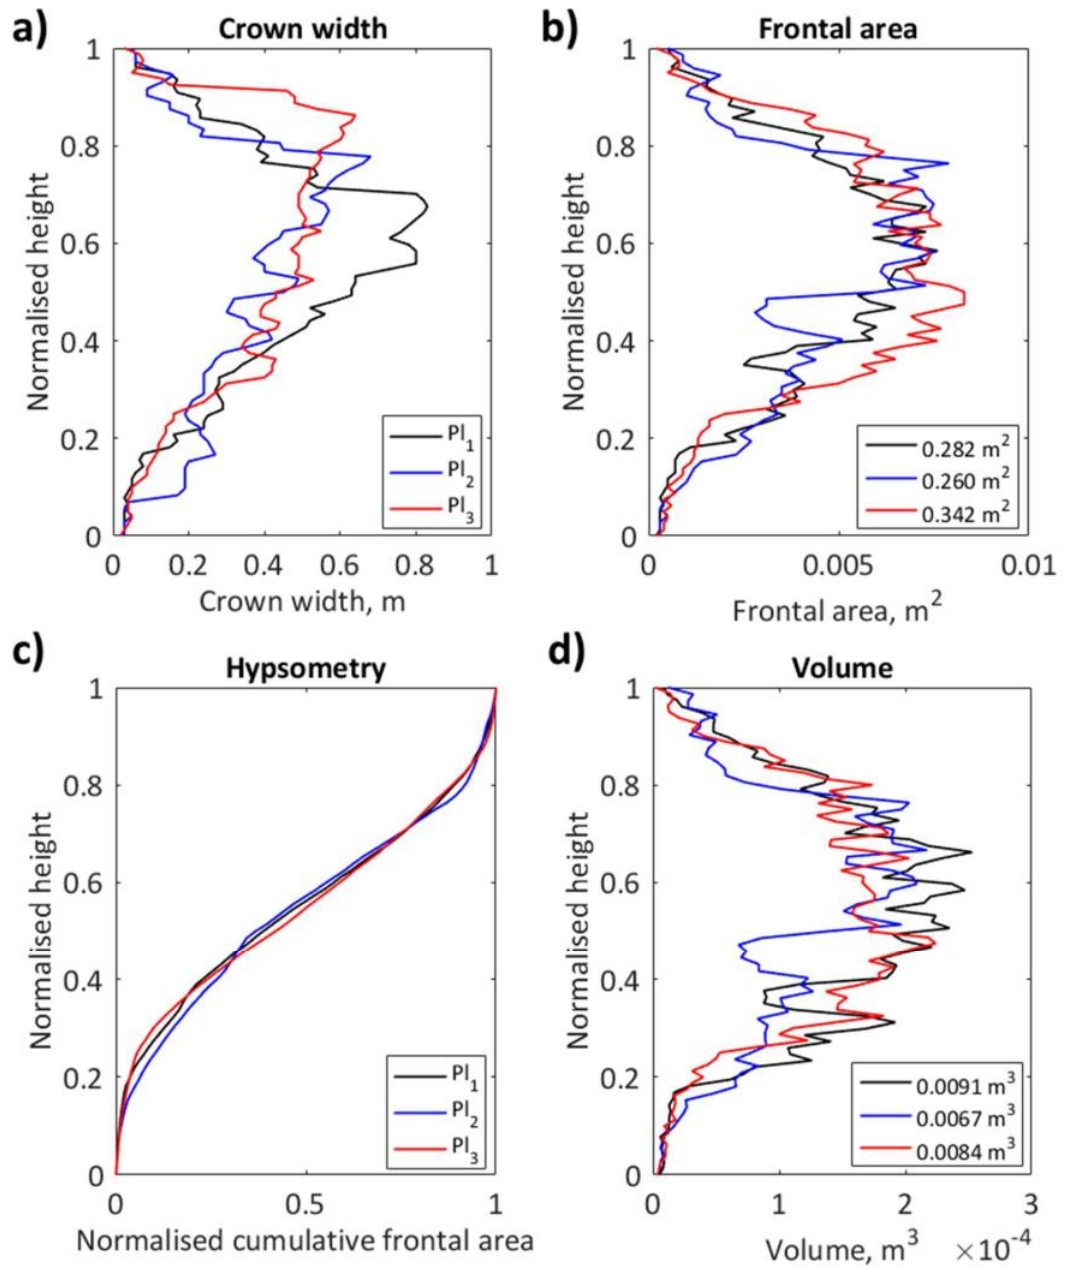 a)
Crown width
1
0.8
0.6
0.4
0.2
0
Normalised height
Pl1
Pl2
Pl3
0 0.2 0.4 0.6 0.8 1
Crown width, m
b)
Frontal area
1
0.8
0.6
0.4
0.2
0
Normalised height
0.282 m²
0.260 m²
0.342 m²
0 0.005 0.01
Frontal area, m²
c)
Hypsometry
1
0.8
0.6
0.4
0.2
0
Normalised height
Pl1
Pl2
Pl3
0 0.5 1
Normalised cumulative frontal area
d)
Volume
1
0.8
0.6
0.4
0.2
0
Normalised height
0.0091 m³
0.0067 m³
0.0084 m³
0 1 2 3
Volume, m³ ×10⁻⁴